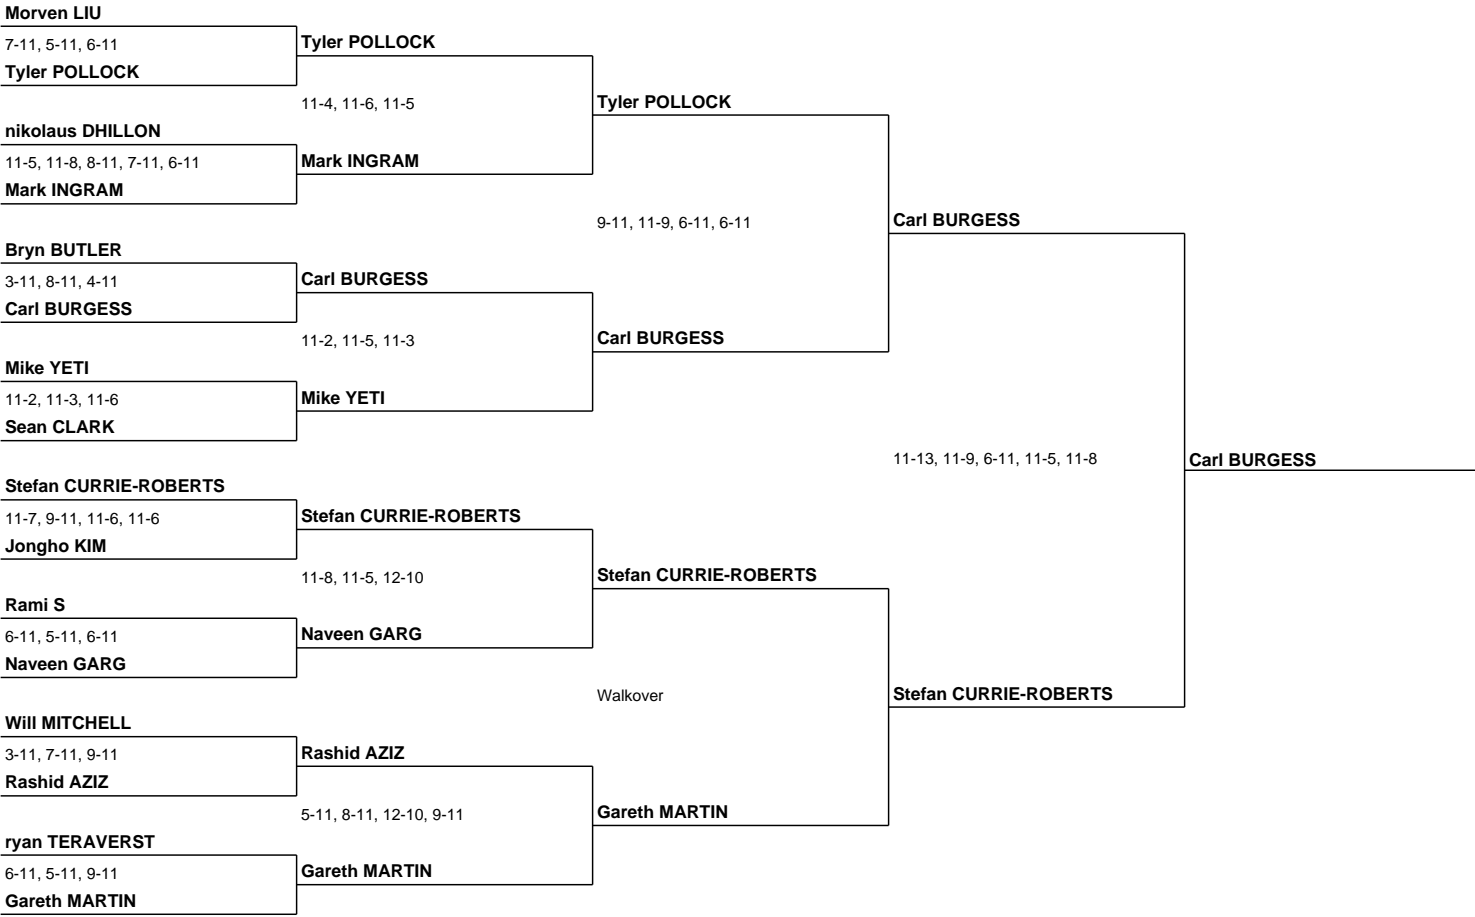 Morven LIU
7-11, 5-11, 6-11
Tyler POLLOCK
Tyler POLLOCK
11-4, 11-6, 11-5
Tyler POLLOCK
nikolaus DHILLON
11-5, 11-8, 8-11, 7-11, 6-11
Mark INGRAM
Mark INGRAM
9-11, 11-9, 6-11, 6-11
Carl BURGESS
Bryn BUTLER
3-11, 8-11, 4-11
Carl BURGESS
Carl BURGESS
11-2, 11-5, 11-3
Carl BURGESS
Mike YETI
11-2, 11-3, 11-6
Sean CLARK
Mike YETI
11-13, 11-9, 6-11, 11-5, 11-8
Carl BURGESS
Stefan CURRIE-ROBERTS
11-7, 9-11, 11-6, 11-6
Jongho KIM
Stefan CURRIE-ROBERTS
11-8, 11-5, 12-10
Stefan CURRIE-ROBERTS
Rami S
6-11, 5-11, 6-11
Naveen GARG
Naveen GARG
Walkover
Stefan CURRIE-ROBERTS
Will MITCHELL
3-11, 7-11, 9-11
Rashid AZIZ
Rashid AZIZ
5-11, 8-11, 12-10, 9-11
Gareth MARTIN
ryan TERAVERST
6-11, 5-11, 9-11
Gareth MARTIN
Gareth MARTIN